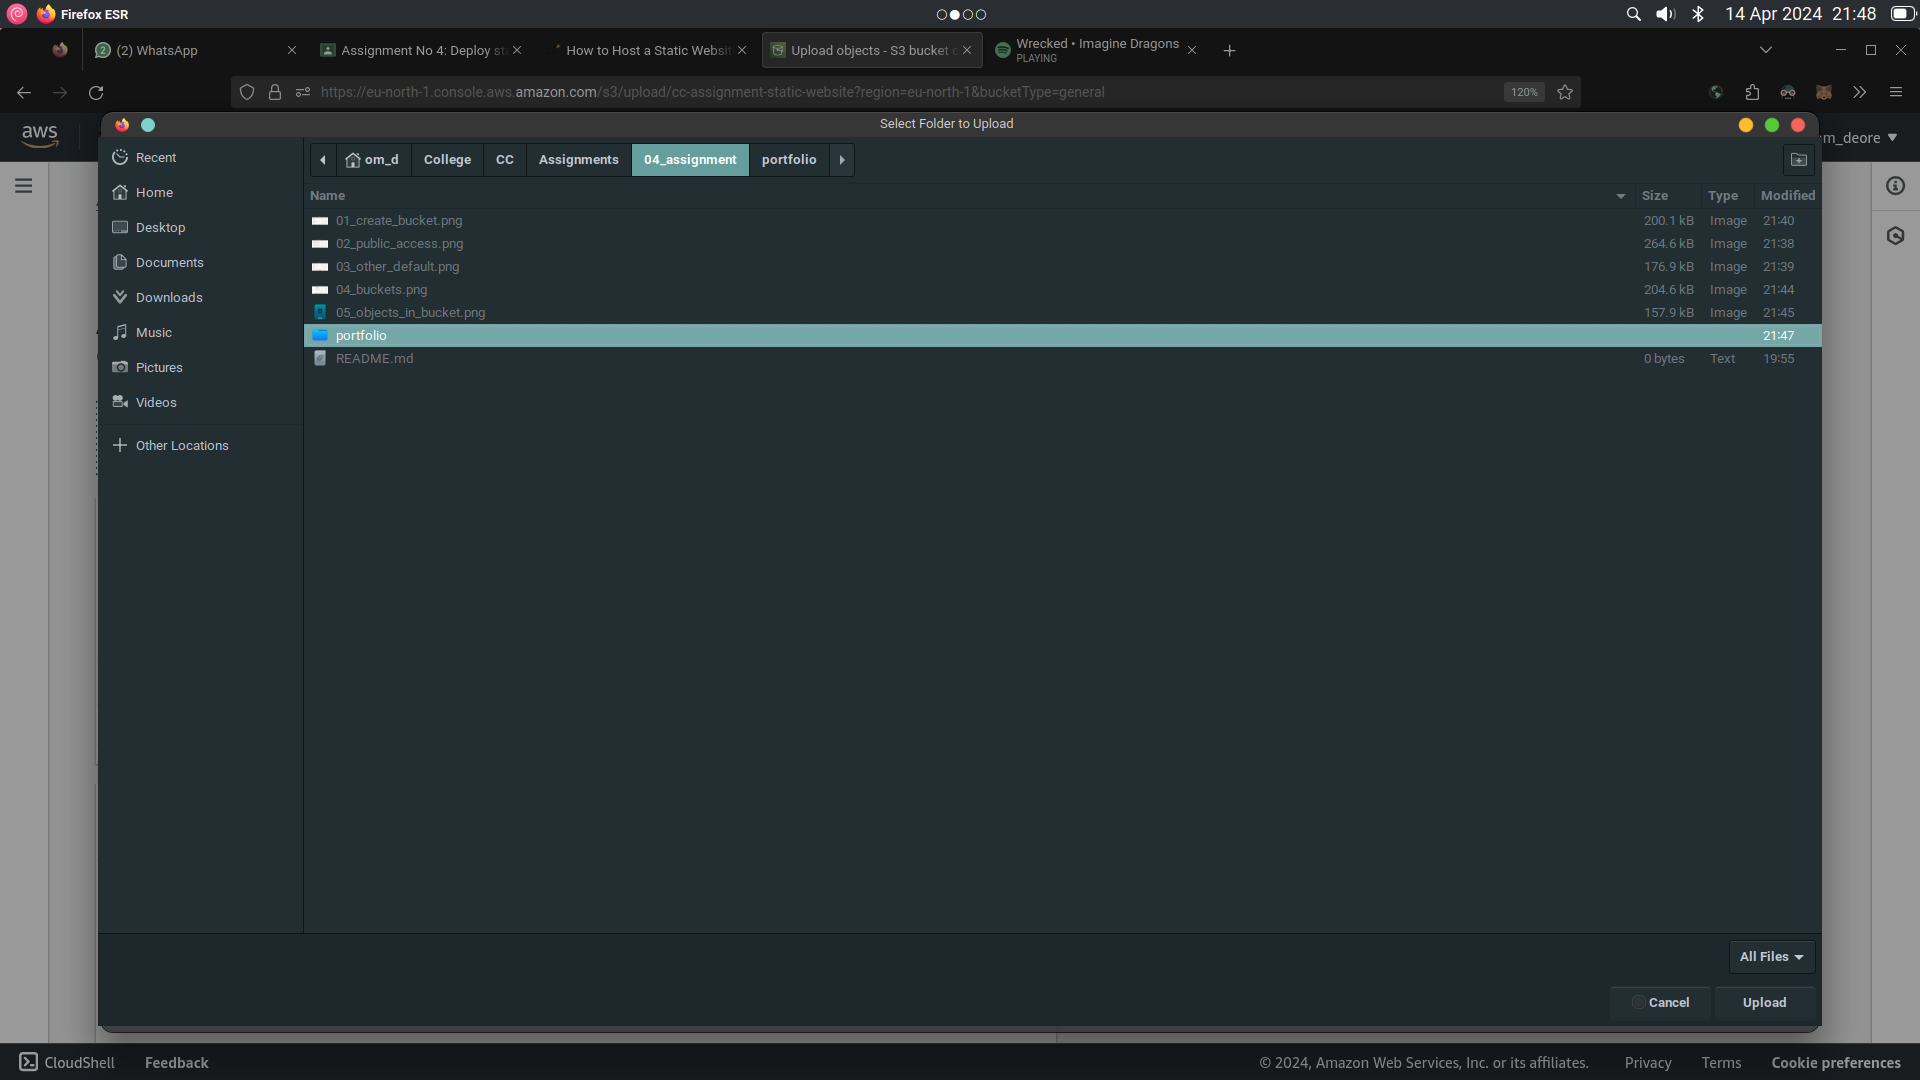 Firefox ESR
14 Apr 2024 21:48
2 (2) WhatsApp
Assignment No 4: Deploy st
How to Host a Static Websit
Upload objects - S3 bucket
Wrecked • Imagine Dragons
PLAYING
https://eu-north-1.console.aws.amazon.com/s3/upload/cc-assignment-static-website?region=eu-north-1&bucketType=general
120%
aws
m_deore
Select Folder to Upload
om_d College CC Assignments 04_assignment portfolio
Recent
Home
Desktop
Documents
Downloads
Music
Pictures
Videos
Other Locations
Name Size Type Modified
01_create_bucket.png 200.1 kB Image 21:40
02_public_access.png 264.6 kB Image 21:38
03_other_default.png 176.9 kB Image 21:39
04_buckets.png 204.6 kB Image 21:44
05_objects_in_bucket.png 157.9 kB Image 21:45
portfolio 21:47
README.md 0 bytes Text 19:55
All Files
Cancel Upload
CloudShell Feedback © 2024, Amazon Web Services, Inc. or its affiliates. Privacy Terms Cookie preferences